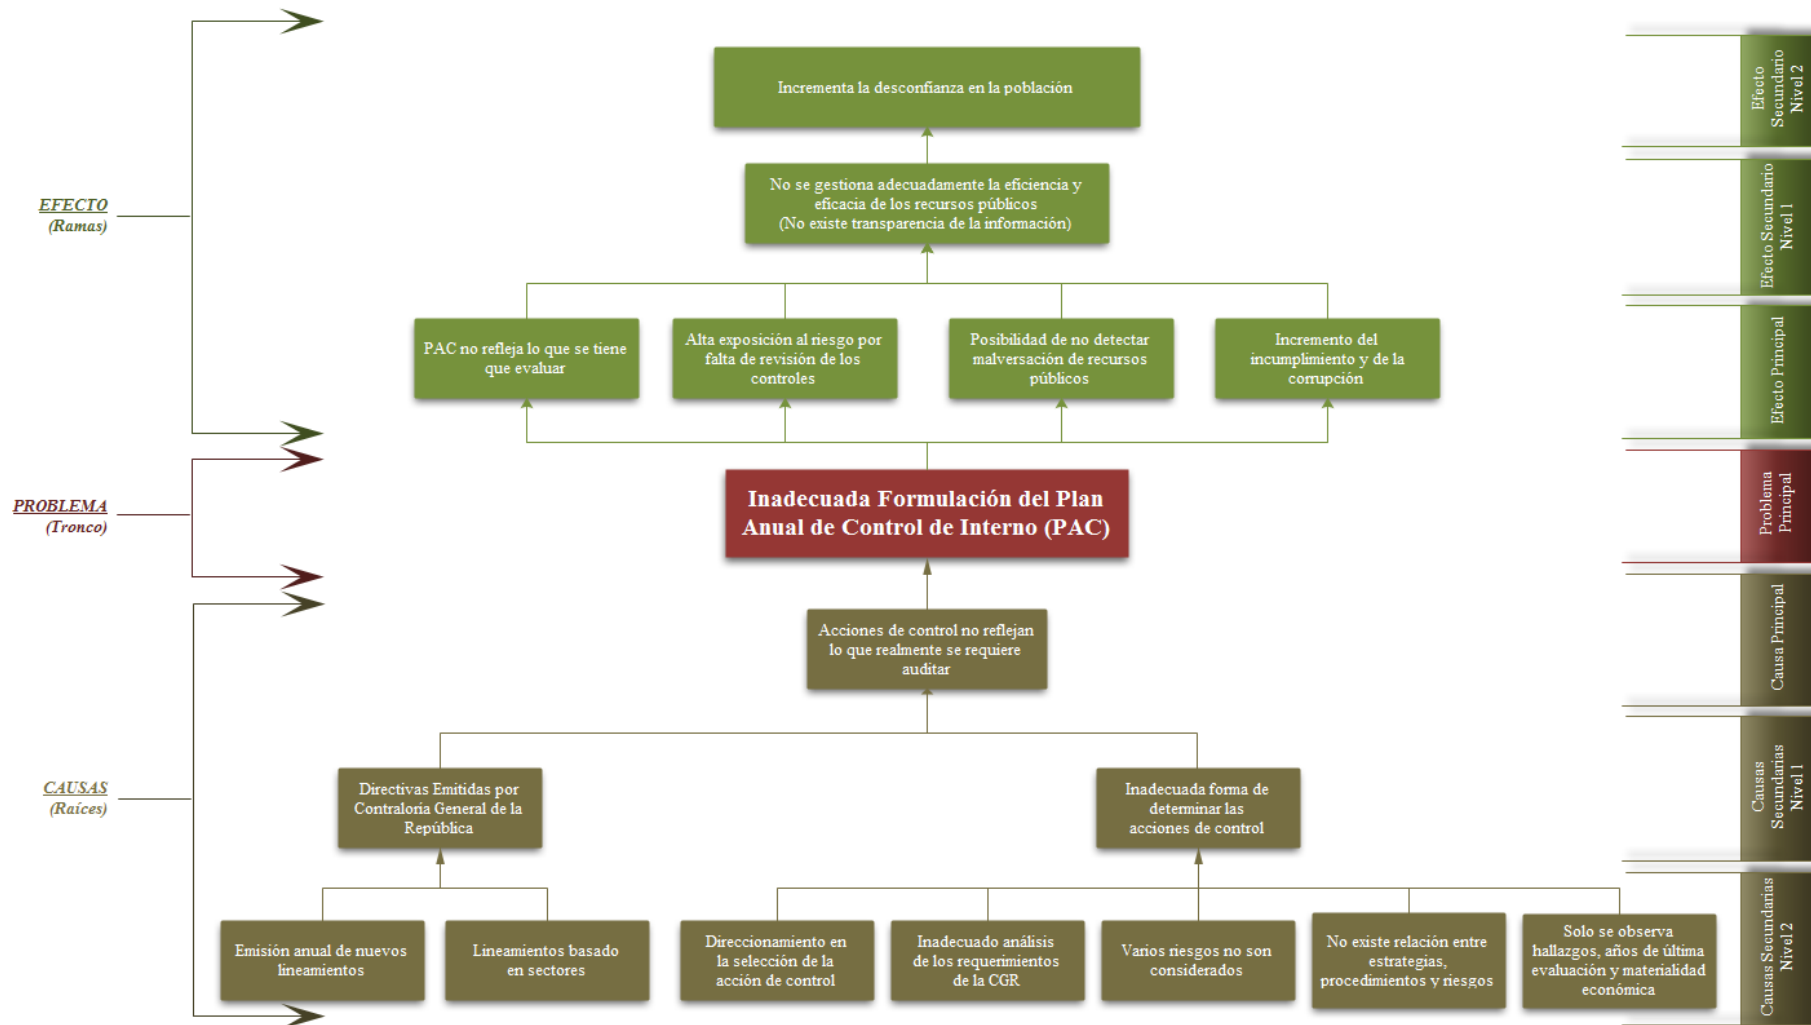 Incrementa la desconfianza en la población
Efecto
Secundario
Nivel 2
No se gestiona adecuadamente la eficiencia y
eficacia de los recursos públicos
(No existe transparencia de la información)
Efecto Secundario
Nivel 1
EFECTO
(Ramas)
PAC no refleja lo que se tiene
que evaluar
Alta exposición al riesgo por
falta de revisión de los
controles
Posibilidad de no detectar
malversación de recursos
públicos
Incremento del
incumplimiento y de la
corrupción
Efecto Principal
PROBLEMA
(Tronco)
Inadecuada Formulación del Plan
Anual de Control de Interno (PAC)
Problema
Principal
Acciones de control no reflejan
lo que realmente se requiere
auditar
Causa Principal
CAUSAS
(Raíces)
Directivas Emitidas por
Contraloría General de la
República
Inadecuada forma de
determinar las
acciones de control
Causas
Secundarias
Nivel 1
Emisión anual de nuevos
lineamientos
Lineamientos basado
en sectores
Direccionamiento en
la selección de la
acción de control
Inadecuado análisis
de los requerimientos
de la CGR
Varios riesgos no son
considerados
No existe relación entre
estrategias,
procedimientos y riesgos
Solo se observa
hallazgos, años de última
evaluación y materialidad
económica
Causas Secundarias
Nivel 2